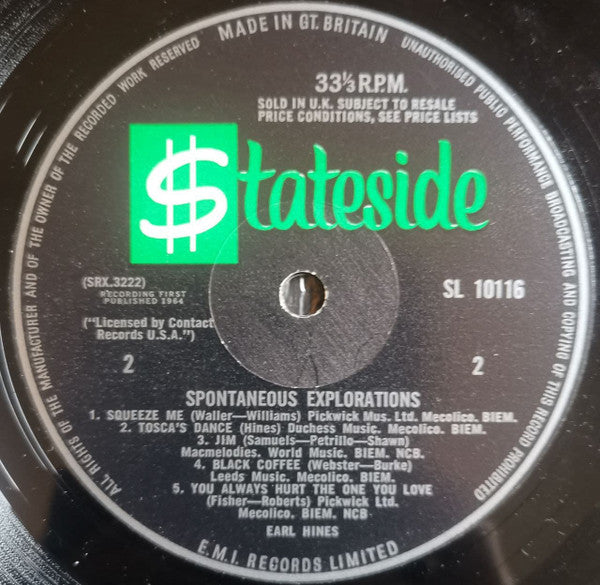 MADE IN GT. BRITAIN
UNAUTHORISED PUBLIC PERFORMANCE BROADCASTING AND COPYING OF THIS RECORD PROHIBITED
ALL RIGHTS OF THE MANUFACTURER AND OF THE OWNER OF THE RECORDED WORK RESERVED
33⅓ R.P.M.
SOLD IN U.K. SUBJECT TO RESALE
PRICE CONDITIONS, SEE PRICE LISTS
$tateside
(SRX.3222)
RECORDING FIRST
PUBLISHED 1964
SL 10116
("Licensed by Contact
Records U.S.A.")
2
2
SPONTANEOUS EXPLORATIONS
1. SQUEEZE ME (Waller—Williams) Pickwick Mus. Ltd. Mecolico. BIEM.
2. TOSCA'S DANCE (Hines) Duchess Music. Mecolico. BIEM.
3. JIM (Samuels—Petrillo—Shawn)
Macmelodies. World Music. BIEM. NCB.
4. BLACK COFFEE (Webster—Burke)
Leeds Music. Mecolico. BIEM.
5. YOU ALWAYS HURT THE ONE YOU LOVE
(Fisher—Roberts) Pickwick Ltd.
Mecolico. BIEM. NCB
EARL HINES
E.M.I. RECORDS LIMITED